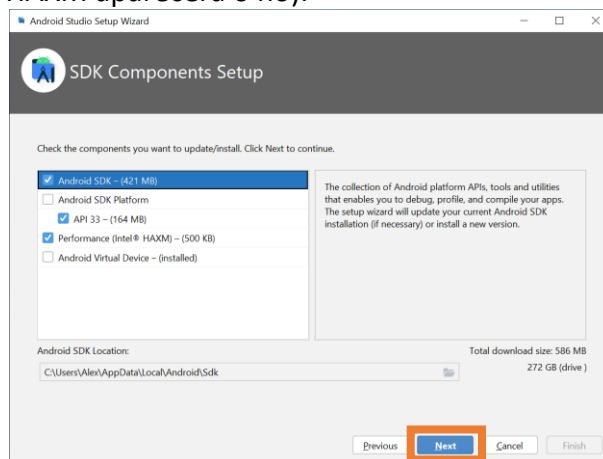 HAXM aparecerá o no).
Android Studio Setup Wizard
SDK Components Setup
Check the components you want to update/install. Click Next to continue.
Android SDK – (421 MB)
Android SDK Platform
API 33 – (164 MB)
Performance (Intel® HAXM) – (500 KB)
Android Virtual Device – (installed)
The collection of Android platform APIs, tools and utilities
that enables you to debug, profile, and compile your apps.
The setup wizard will update your current Android SDK
installation (if necessary) or install a new version.
Android SDK Location:
Total download size: 586 MB
C:\Users\Alex\AppData\Local\Android\Sdk
272 GB (drive )
Previous Next Cancel Finish